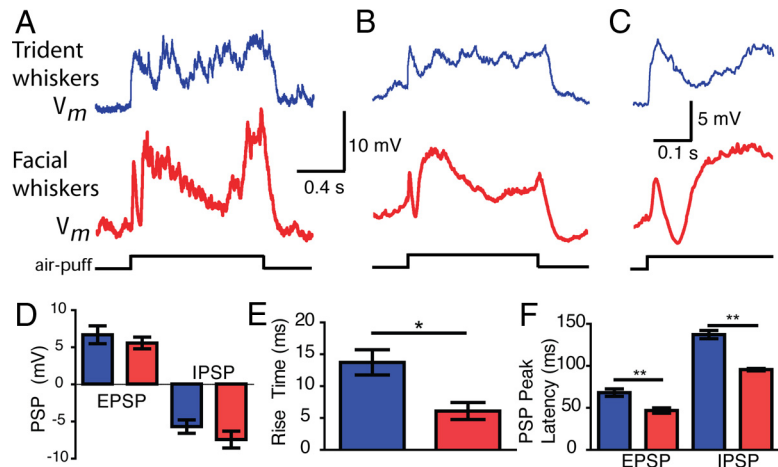 A
B
C
Trident
whiskers
Vm
Facial
whiskers
Vm
air-puff
10 mV
0.4 s
5 mV
0.1 s
D
PSP (mV)
10
5
0
-5
-10
EPSP
IPSP
E
Rise Time (ms)
20
15
10
5
0
*
F
PSP Peak
Latency (ms)
150
100
50
0
**
**
EPSP
IPSP